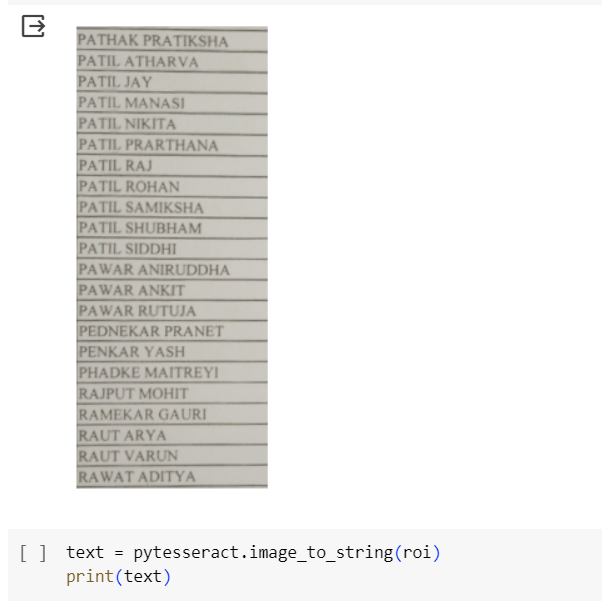 PATHAK PRATIKSHA
PATIL ATHARVA
PATIL JAY
PATIL MANASI
PATIL NIKITA
PATIL PRARTHANA
PATIL RAJ
PATIL ROHAN
PATIL SAMIKSHA
PATIL SHUBHAM
PATIL SIDDHI
PAWAR ANIRUDDHA
PAWAR ANKIT
PAWAR RUTUJA
PEDNEKAR PRANET
PENKAR YASH
PHADKE MAITREYI
RAJPUT MOHIT
RAMEKAR GAURI
RAUT ARYA
RAUT VARUN
RAWAT ADITYA
[ ] text = pytesseract.image_to_string(roi)
print(text)